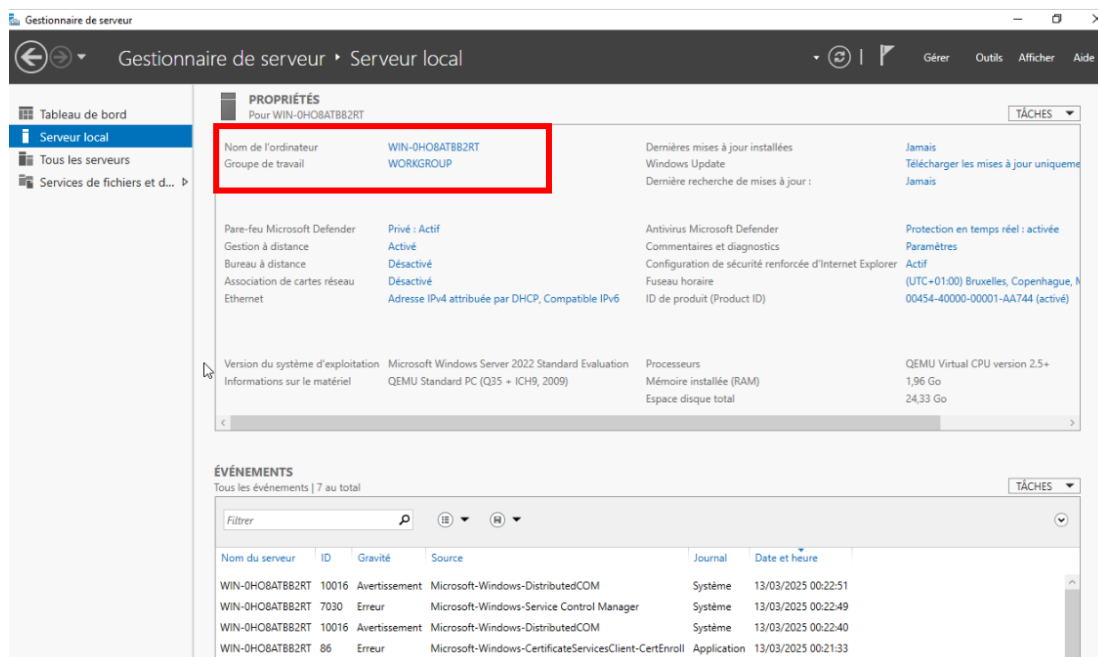 Gestionnaire de serveur
Gestionnaire de serveur • Serveur local
Gérer Outils Afficher Aide
Tableau de bord
Serveur local
Tous les serveurs
Services de fichiers et d...
PROPRIÉTÉS
Pour WIN-0HO8ATBB2RT
TÂCHES
Nom de l'ordinateur WIN-0HO8ATBB2RT
Groupe de travail WORKGROUP
Dernières mises à jour installées Jamais
Windows Update Télécharger les mises à jour uniqueme
Dernière recherche de mises à jour : Jamais
Pare-feu Microsoft Defender Privé : Actif
Gestion à distance Activé
Bureau à distance Désactivé
Association de cartes réseau Désactivé
Ethernet Adresse IPv4 attribuée par DHCP, Compatible IPv6
Antivirus Microsoft Defender Protection en temps réel : activée
Commentaires et diagnostics Paramètres
Configuration de sécurité renforcée d'Internet Explorer Actif
Fuseau horaire (UTC+01:00) Bruxelles, Copenhague, M
ID de produit (Product ID) 00454-40000-00001-AA744 (activé)
Version du système d'exploitation Microsoft Windows Server 2022 Standard Evaluation
Informations sur le matériel QEMU Standard PC (Q35 + ICH9, 2009)
Processeurs QEMU Virtual CPU version 2.5+
Mémoire installée (RAM) 1,96 Go
Espace disque total 24,33 Go
ÉVÉNEMENTS
Tous les événements | 7 au total
TÂCHES
Filtrer
Nom du serveur ID Gravité Source Journal Date et heure
WIN-0HO8ATBB2RT 10016 Avertissement Microsoft-Windows-DistributedCOM Système 13/03/2025 00:22:51
WIN-0HO8ATBB2RT 7030 Erreur Microsoft-Windows-Service Control Manager Système 13/03/2025 00:22:49
WIN-0HO8ATBB2RT 10016 Avertissement Microsoft-Windows-DistributedCOM Système 13/03/2025 00:22:40
WIN-0HO8ATBB2RT 86 Erreur Microsoft-Windows-CertificateServicesClient-CertEnroll Application 13/03/2025 00:21:33